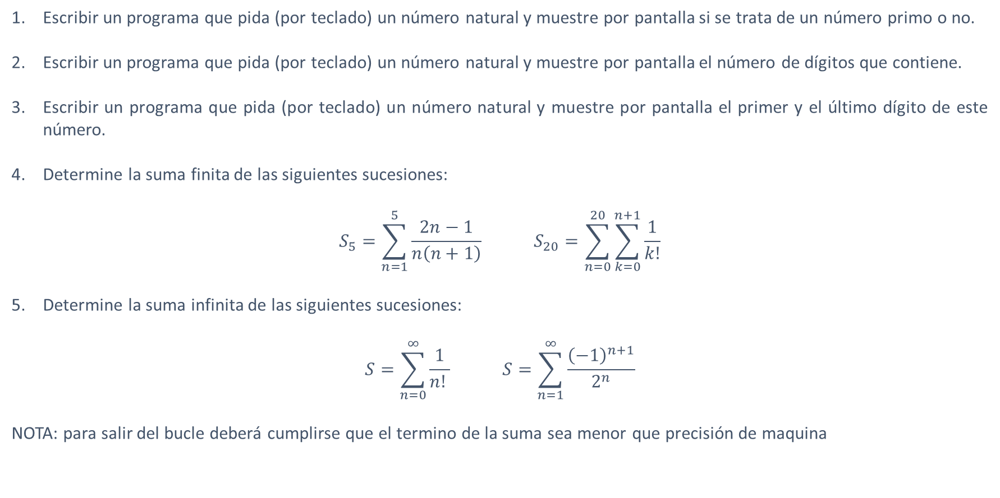 1. Escribir un programa que pida (por teclado) un número natural y muestre por pantalla si se trata de un número primo o no.
2. Escribir un programa que pida (por teclado) un número natural y muestre por pantalla el número de dígitos que contiene.
3. Escribir un programa que pida (por teclado) un número natural y muestre por pantalla el primer y el último dígito de este
número.
4. Determine la suma finita de las siguientes sucesiones:
$S_5 = \sum_{n=1}^{5} \frac{2n-1}{n(n+1)}$ $S_{20} = \sum_{n=0}^{20} \sum_{k=0}^{n+1} \frac{1}{k!}$
5. Determine la suma infinita de las siguientes sucesiones:
$S = \sum_{n=0}^{\infty} \frac{1}{n!}$ $S = \sum_{n=1}^{\infty} \frac{(-1)^{n+1}}{2^n}$
NOTA: para salir del bucle deberá cumplirse que el termino de la suma sea menor que precisión de maquina